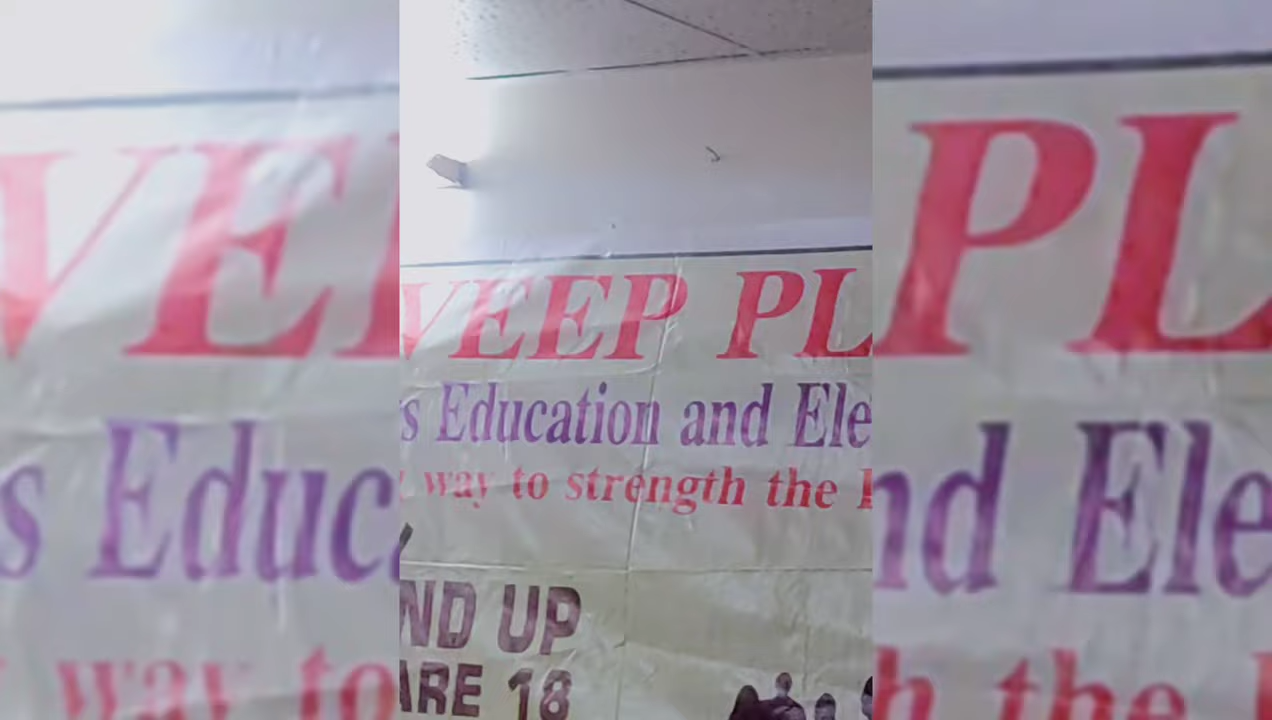 VEEP PL
s Education and Ele
way to strength the
ND UP
ARE 18